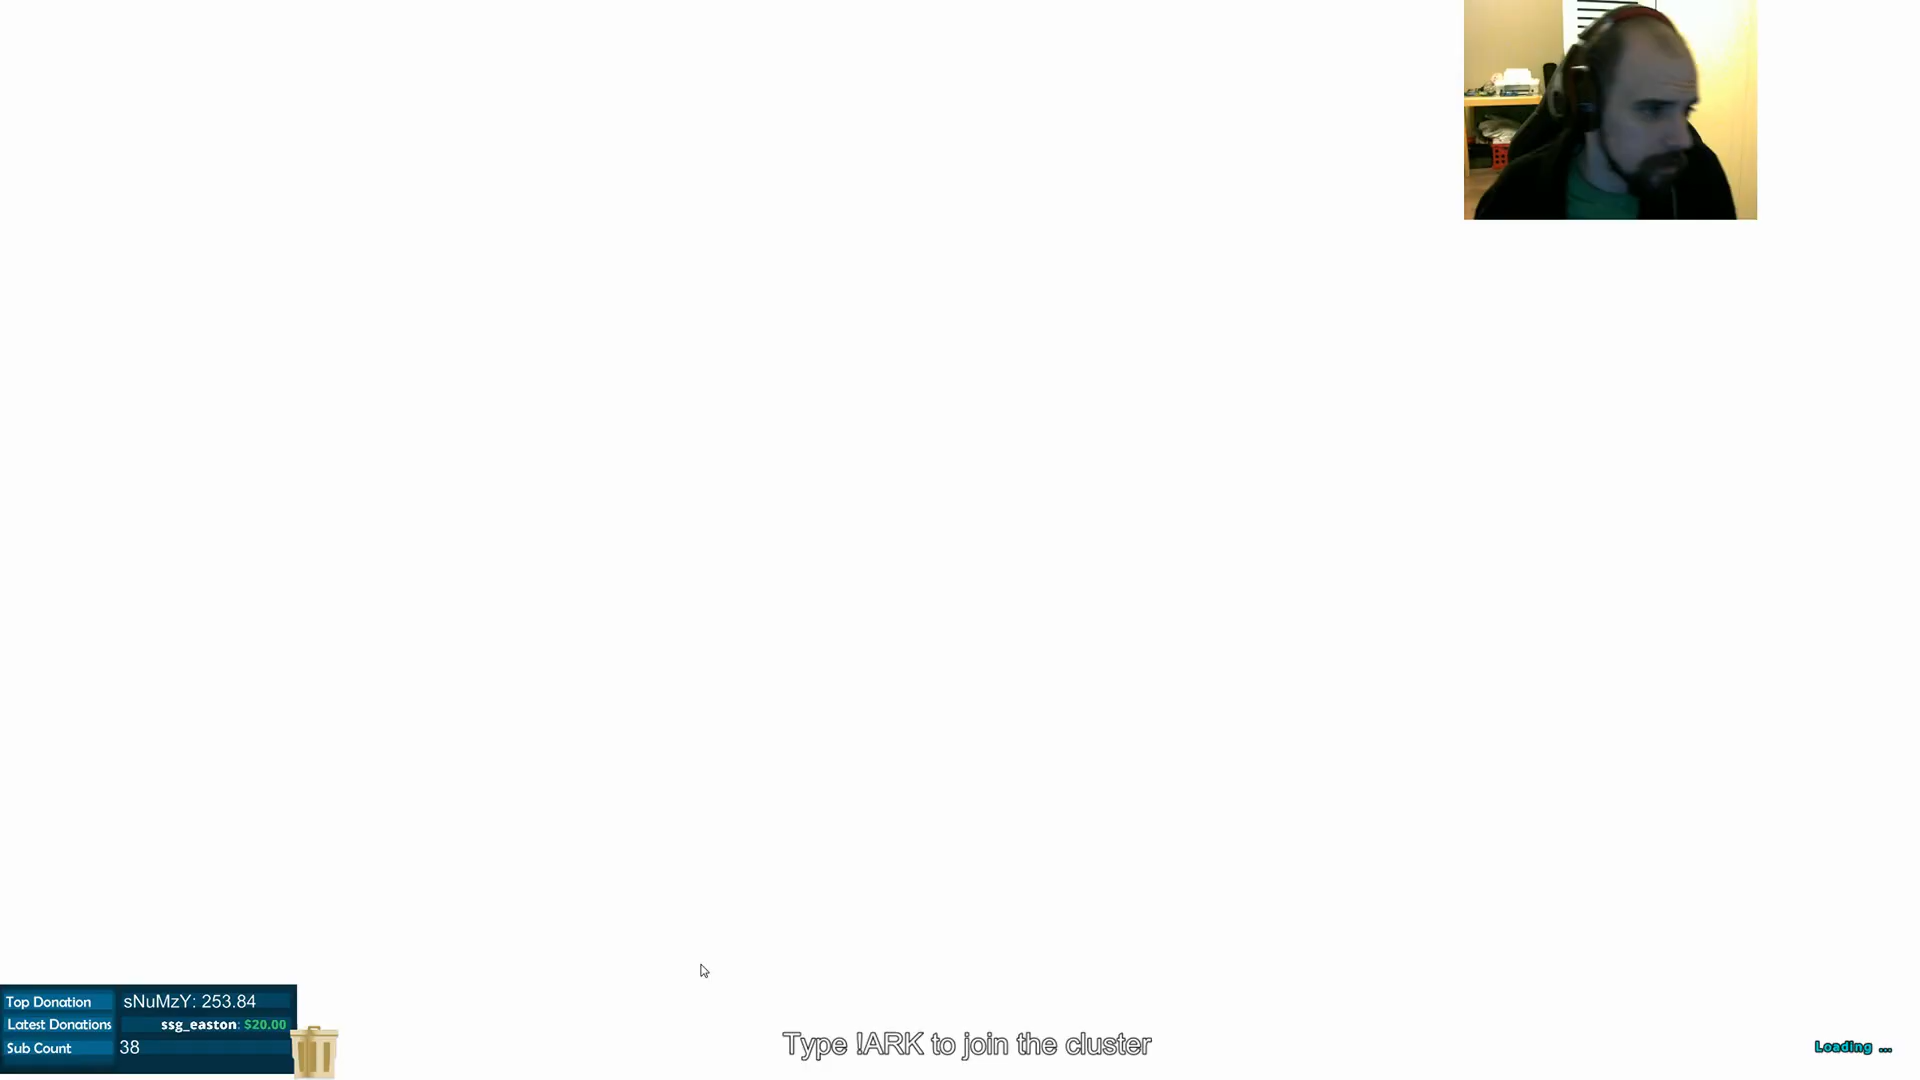 Top Donation sNuMzY: 253.84
Latest Donations ssg_easton: $20.00
Sub Count 38
Type !ARK to join the cluster
Loading ...